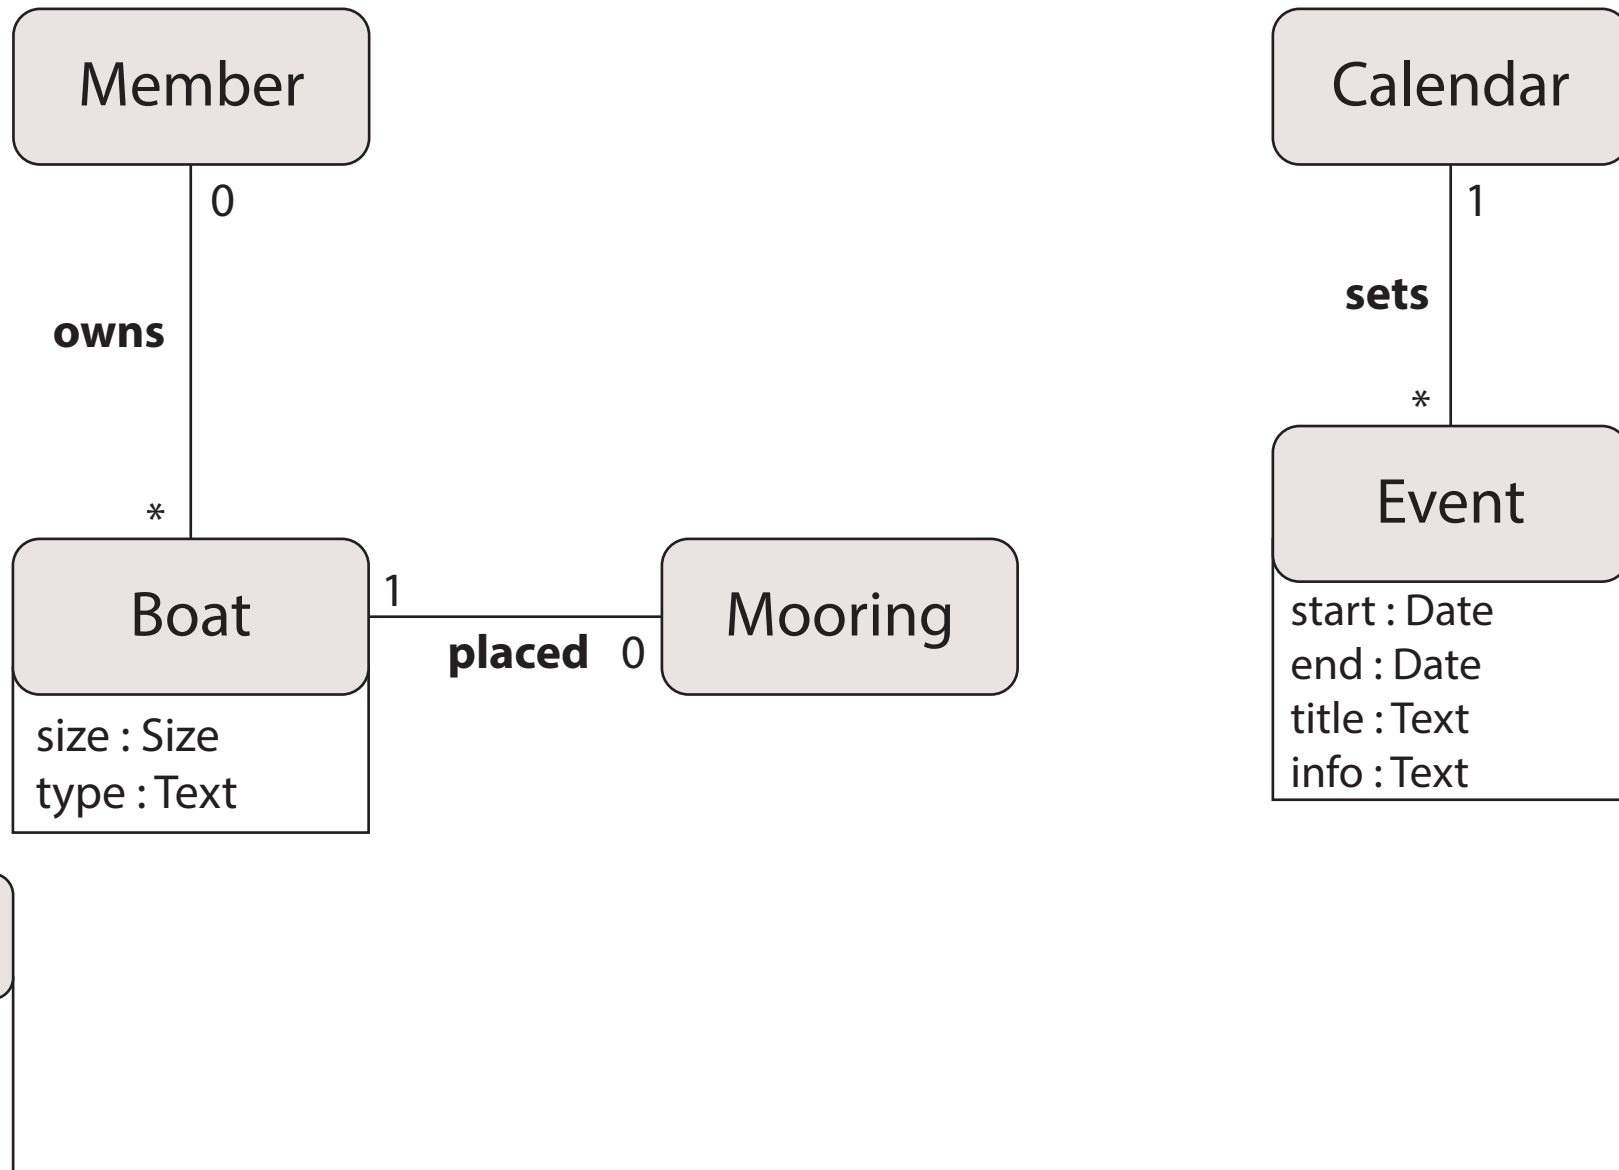 Member
0
owns
*
Boat
size : Size
type : Text
1
placed 0
Mooring
Calendar
1
sets
*
Event
start : Date
end : Date
title : Text
info : Text